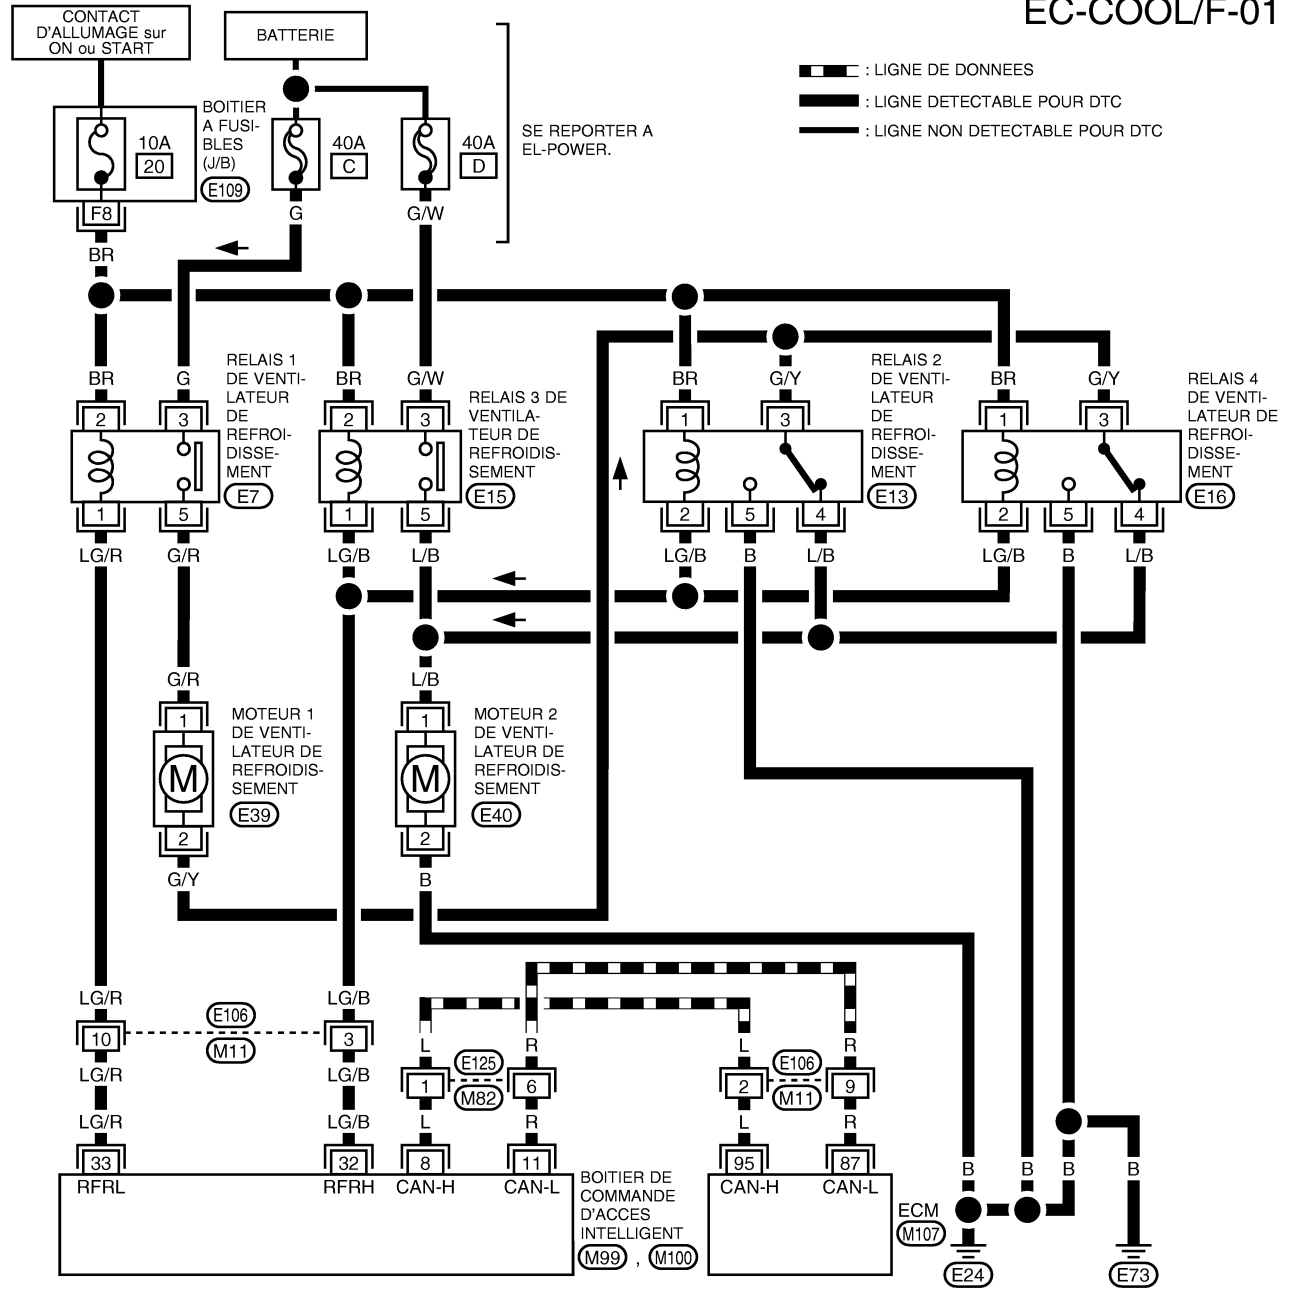 EC-COOL/F-01
CONTACT
D'ALLUMAGE sur
ON ou START
BATTERIE
: LIGNE DE DONNEES
: LIGNE DETECTABLE POUR DTC
: LIGNE NON DETECTABLE POUR DTC
10A
20
BOITIER
A FUSI-
BLES
(J/B)
E109
40A
C
40A
D
SE REPORTER A
EL-POWER.
F8
G
G/W
BR
BR
G
BR
G/W
BR
G/Y
BR
G/Y
2
3
RELAIS 1
DE VENTI-
LATEUR
DE
REFROI-
DISSE-
MENT
E7
1
5
2
3
RELAIS 3 DE
VENTILA-
TEUR DE
REFROIDIS-
SEMENT
E15
1
5
1
3
RELAIS 2
DE VENTI-
LATEUR
DE
REFROI-
DISSE-
MENT
E13
2
5
4
1
3
RELAIS 4
DE VENTI-
LATEUR DE
REFROI-
DISSE-
MENT
E16
2
5
4
LG/R
G/R
LG/B
L/B
LG/B
B
L/B
LG/B
B
L/B
G/R
L/B
1
M
2
MOTEUR 1
DE VENTI-
LATEUR DE
REFROIDIS-
SEMENT
E39
1
M
2
MOTEUR 2
DE VENTI-
LATEUR DE
REFROIDIS-
SEMENT
E40
G/Y
B
LG/R
E106
LG/B
10
M11
3
LG/R
LG/B
L
R
L
R
1
E125
M82
6
2
E106
M11
9
LG/R
LG/B
L
R
L
R
33
32
8
11
95
87
RFRL
RFRH
CAN-H
CAN-L
CAN-H
CAN-L
BOITIER DE
COMMANDE
D'ACCES
INTELLIGENT
M99 , M100
ECM
M107
B
B
B
B
E24
E73